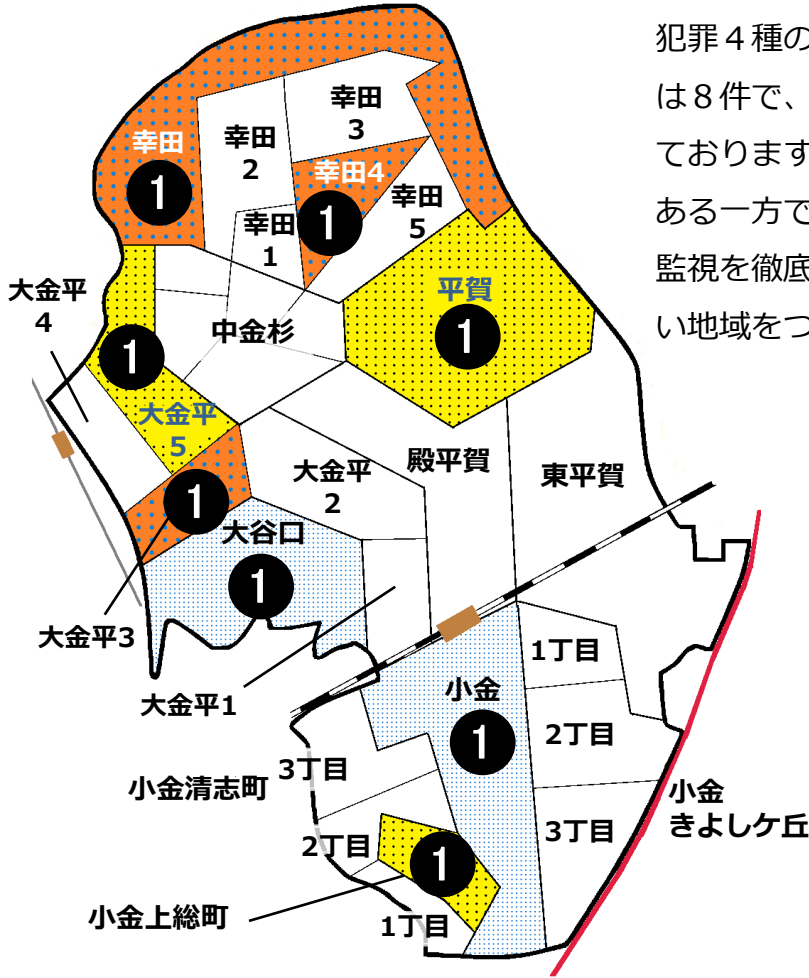 犯罪４種の
は８件で、
ております
ある一方で
監視を徹底
い地域をつ
幸田
1
幸田
2
幸田
3
幸田4
1
幸田
1
幸田
5
平賀
1
大金平
4
中金杉
1
大金平
5
大金平
2
殿平賀
東平賀
1
大谷口
1
大金平3
大金平1
小金
1
1丁目
2丁目
3丁目
小金
きよしケ丘
小金清志町
3丁目
2丁目
1
小金上総町
1丁目